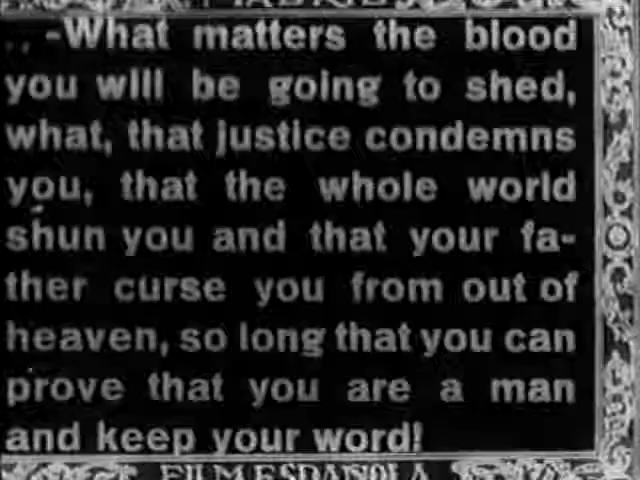 .. -What matters the blood
you will be going to shed,
what, that justice condemns
you, that the whole world
shun you and that your fa-
ther curse you from out of
heaven, so long that you can
prove that you are a man
and keep your word!
FILM ESPAÑOLA